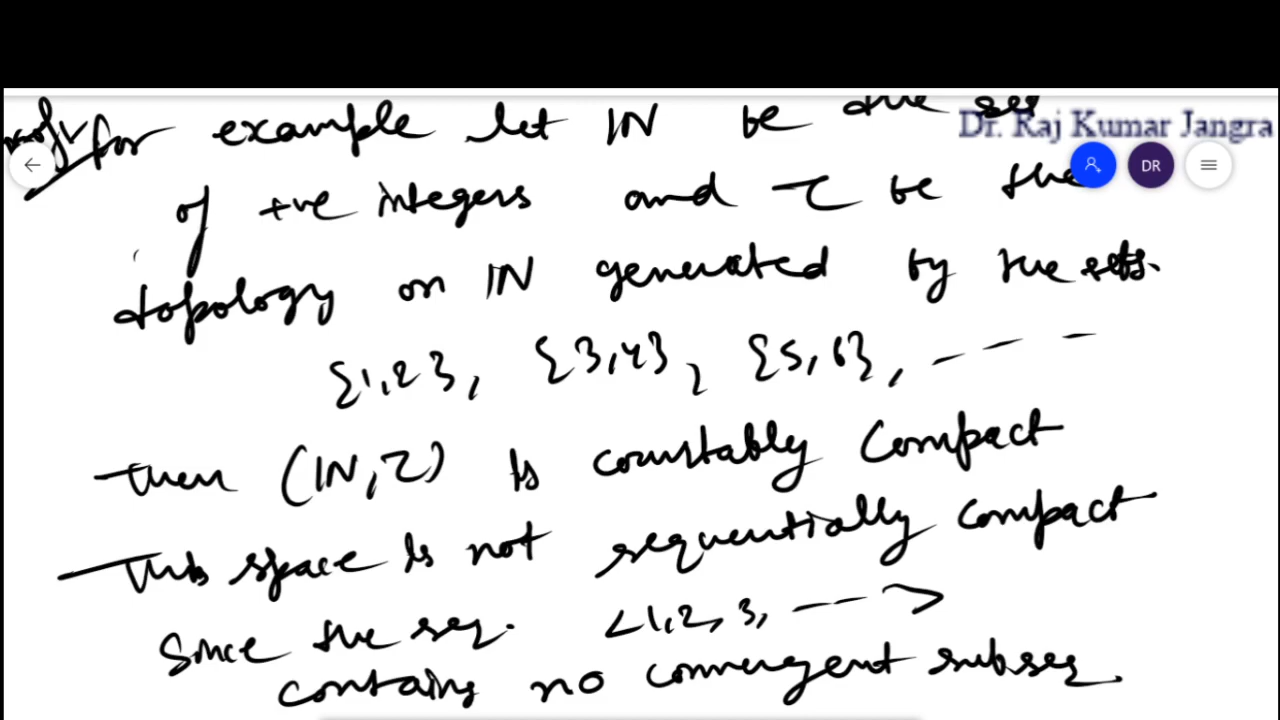 for example let IN be the set
Dr. Raj Kumar Jangra
DR
of +ve integers and τ be the
topology on IN generated by the sets.
{1,2}, {3,4}, {5,6}, - - -
Then (IN, τ) is countably compact
This space is not sequentially compact
Since the seq. <1,2,3, --->
contains no convergent subseq.